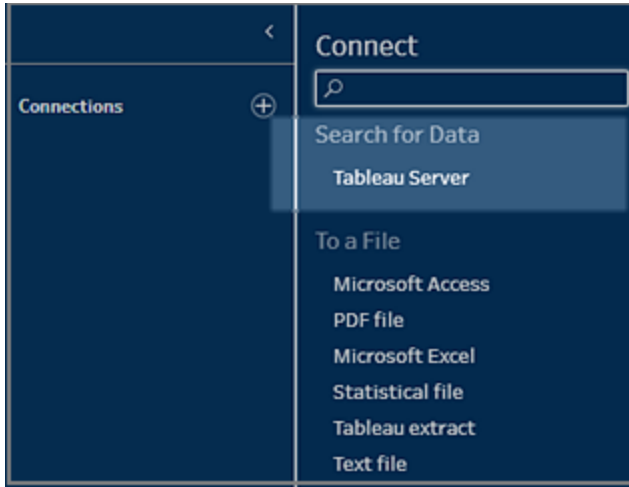 Connections
Connect
Search for Data
Tableau Server
To a File
Microsoft Access
PDF file
Microsoft Excel
Statistical file
Tableau extract
Text file